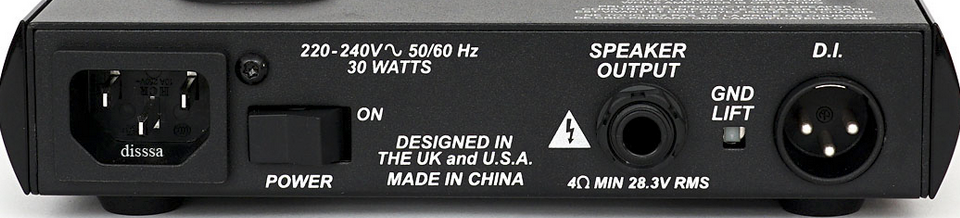 220-240V∿ 50/60 Hz
30 WATTS
ON
POWER
disssa
DESIGNED IN
THE UK and U.S.A.
MADE IN CHINA
SPEAKER
OUTPUT
4Ω MIN 28.3V RMS
GND
LIFT
D.I.